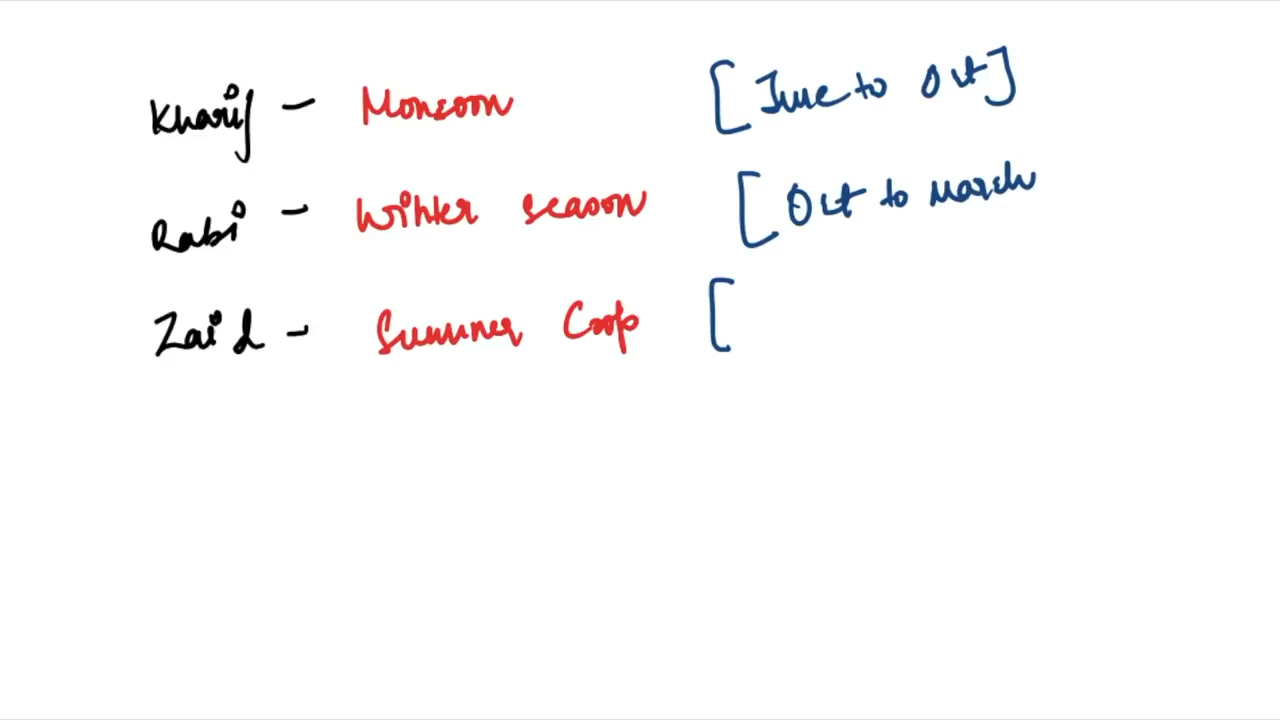 Kharif - Monsoon [June to Oct]
Rabi - Winter season [Oct to March
Zaid - Summer Crop [